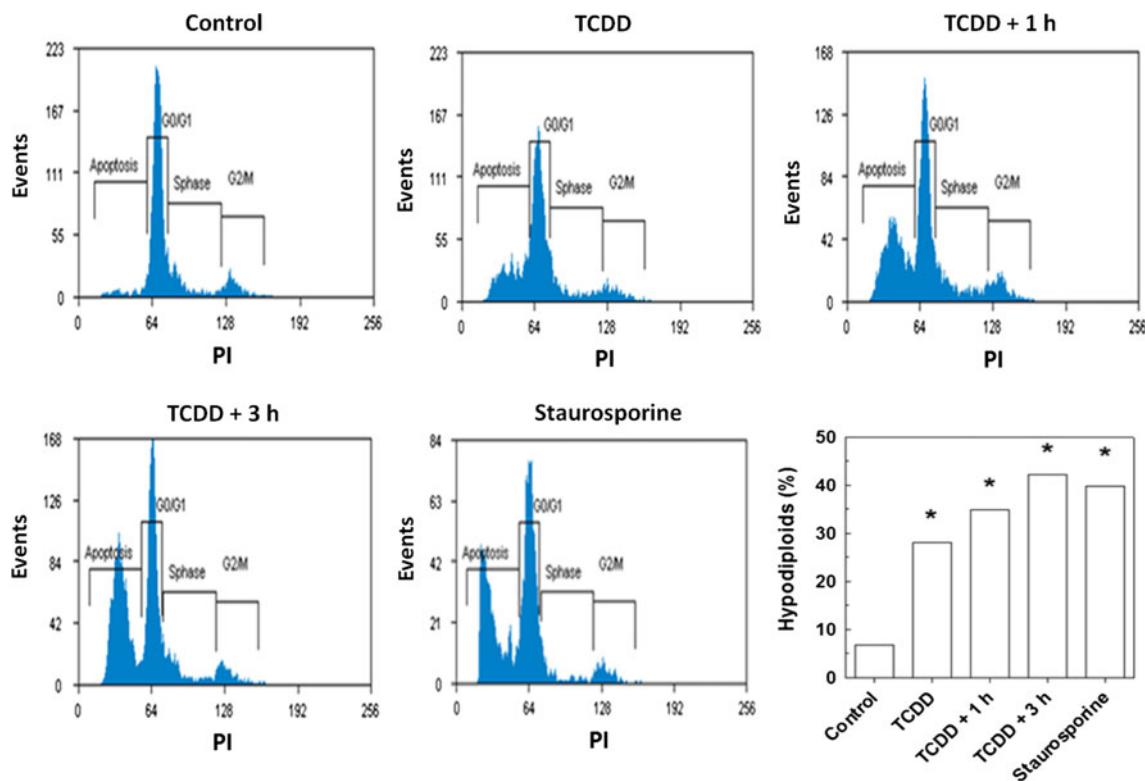 Control
223
167
111
55
0
Events
Apoptosis
G0/G1
Sphase
G2/M
0 64 128 192 256
PI
TCDD
223
167
111
55
0
Events
Apoptosis
G0/G1
Sphase
G2/M
0 64 128 192 256
PI
TCDD + 1 h
168
126
84
42
0
Events
Apoptosis
G0/G1
Sphase
G2/M
0 64 128 192 256
PI
TCDD + 3 h
168
126
84
42
0
Events
Apoptosis
G0/G1
Sphase
G2/M
0 64 128 192 256
PI
Staurosporine
84
63
42
21
0
Events
Apoptosis
G0/G1
Sphase
G2/M
0 64 128 192 256
PI
50
40
30
20
10
0
Hypodiploids (%)
* * * *
Control
TCDD
TCDD + 1 h
TCDD + 3 h
Staurosporine